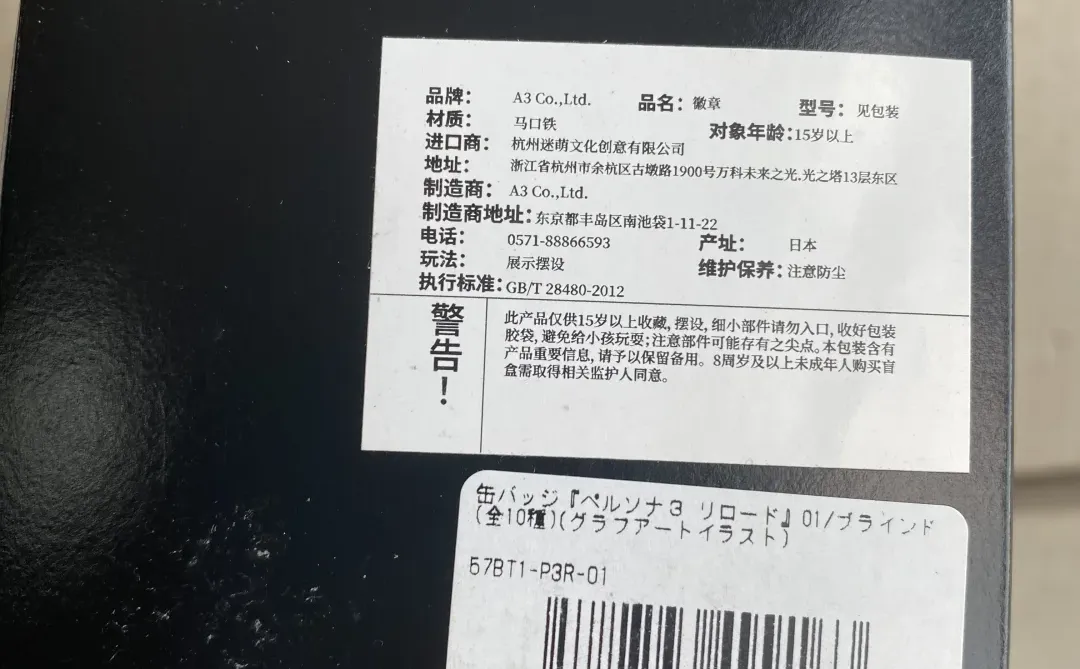 品牌： A3 Co.,Ltd. 品名：徽章 型号：见包装
材质： 马口铁 对象年龄：15岁以上
进口商： 杭州迷萌文化创意有限公司
地址： 浙江省杭州市余杭区古墩路1900号万科未来之光.光之塔13层东区
制造商： A3 Co.,Ltd.
制造商地址：东京都丰岛区南池袋1-11-22
电话： 0571-88866593 产址： 日本
玩法： 展示摆设 维护保养：注意防尘
执行标准：GB/T 28480-2012
警告！
此产品仅供15岁以上收藏, 摆设, 细小部件请勿入口, 收好包装
胶袋, 避免给小孩玩耍；注意部件可能存有之尖点。本包装含有
产品重要信息, 请予以保留备用。8周岁及以上未成年人购买盲
盒需取得相关监护人同意。
缶バッジ『ペルソナ3 リロード』01/ブラインド
(全10種)(グラフアートイラスト)
57BT1-P3R-01